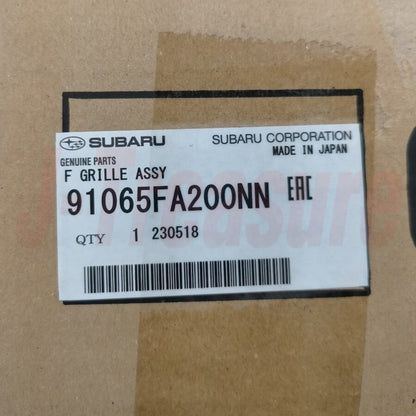 SUBARU
SUBARU CORPORATION
MADE IN JAPAN
GENUINE PARTS
F GRILLE ASSY
91065FA200NN EAC
QTY 1 230518